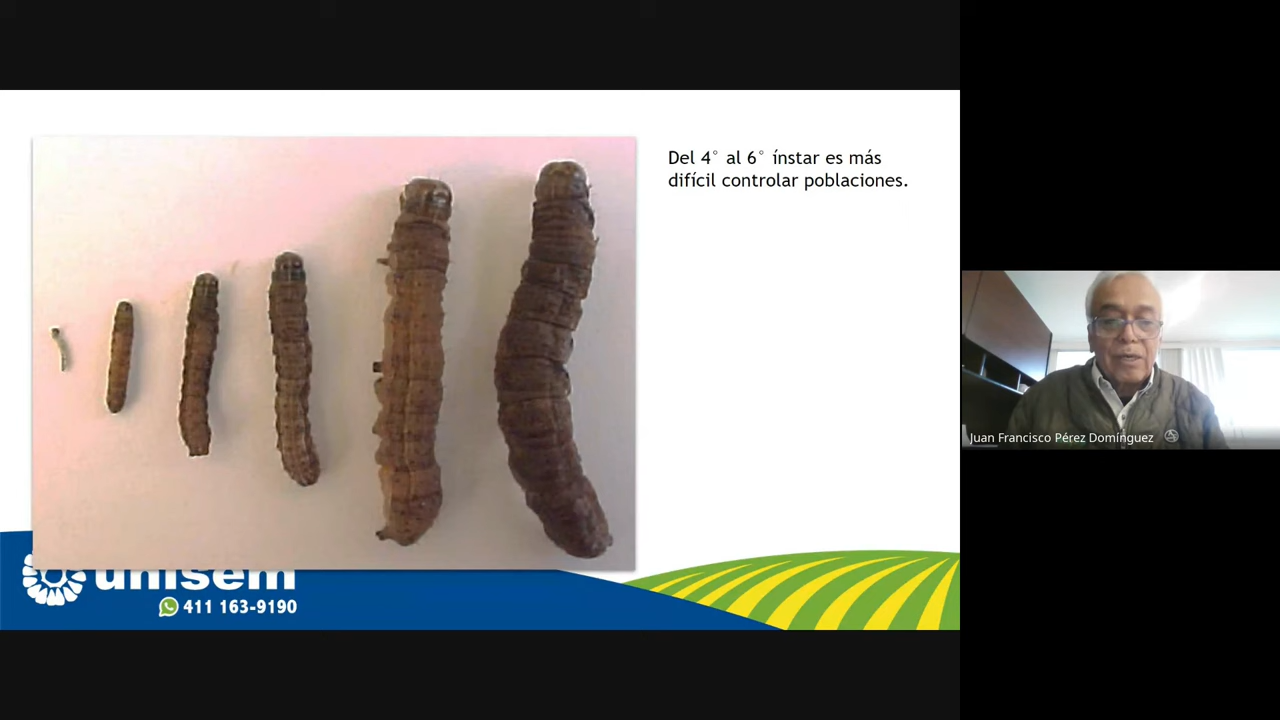 Del 4° al 6° ínstar es más
difícil controlar poblaciones.
unisem
411 163-9190
Juan Francisco Pérez Domínguez